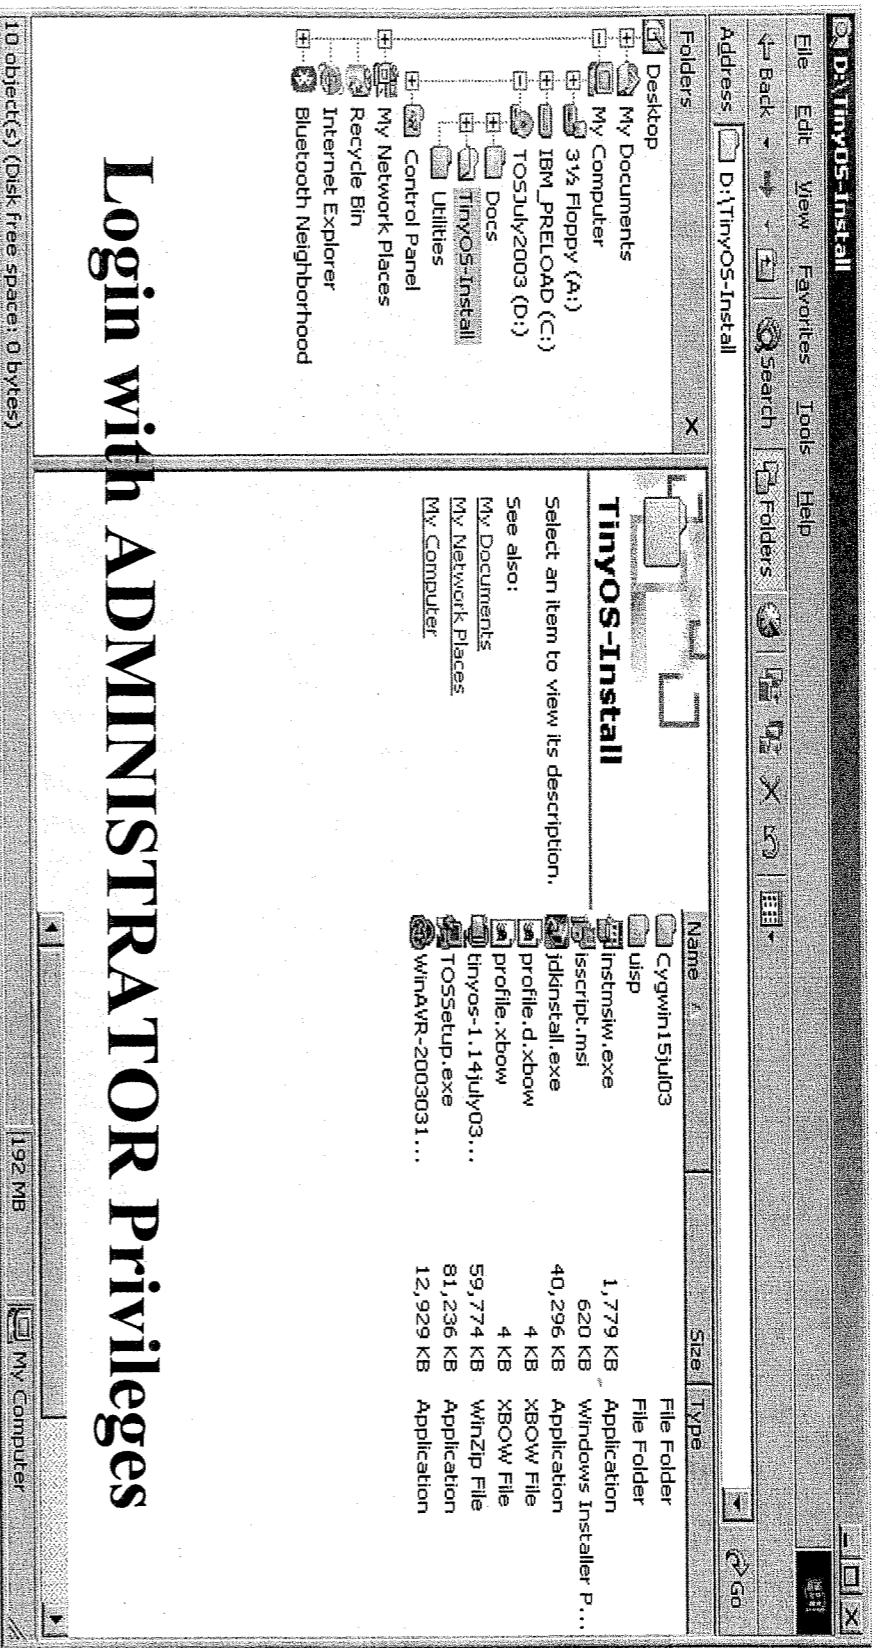 D:\TinyOS-Install
File Edit View Favorites Tools Help
Back Search Folders
Address D:\TinyOS-Install Go
Folders X
Desktop
My Documents
My Computer
3½ Floppy (A:)
IBM_PRELOAD (C:)
TOSJuly2003 (D:)
Docs
TinyOS-Install
Utilities
Control Panel
My Network Places
Recycle Bin
Internet Explorer
Bluetooth Neighborhood
TinyOS-Install
Select an item to view its description.
See also:
My Documents
My Network Places
My Computer
Name Size Type
Cygwin15jul03 File Folder
uisp File Folder
instmsiw.exe 1,779 KB Application
isscript.msi 620 KB Windows Installer P...
jdkinstall.exe 40,296 KB Application
profile.d.xbow 4 KB XBOW File
profile.xbow 4 KB XBOW File
tinyos-1.14july03... 59,774 KB WinZip File
TOSSetup.exe 81,236 KB Application
WinAVR-2003031... 12,929 KB Application
Login with ADMINISTRATOR Privileges
10 object(s) (Disk free space: 0 bytes) 192 MB My Computer